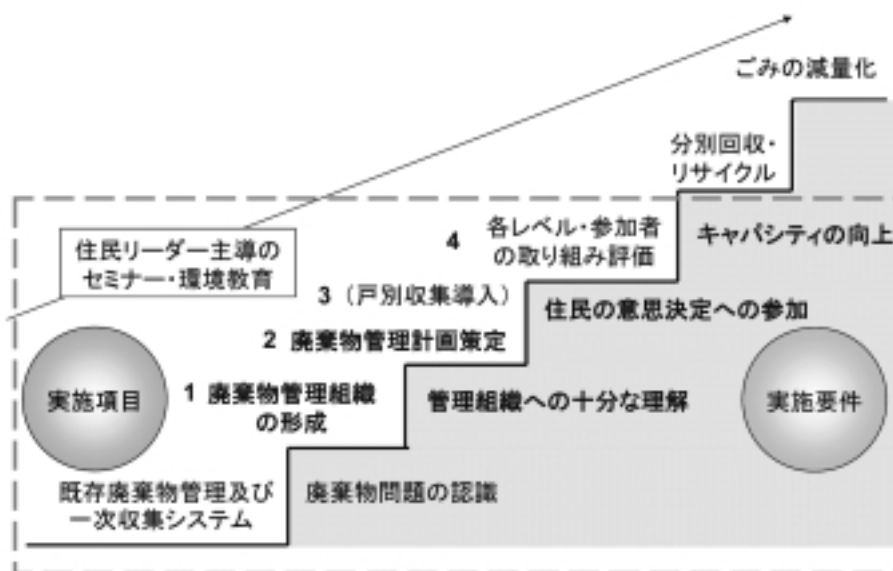 ごみの減量化
分別回収・
リサイクル
4 各レベル・参加者
の取り組み評価
キャパシティの向上
住民リーダー主導の
セミナー・環境教育
3 (戸別収集導入)
住民の意思決定への参加
2 廃棄物管理計画策定
実施項目
1 廃棄物管理組織
の形成
管理組織への十分な理解
実施要件
既存廃棄物管理及び
一次収集システム
廃棄物問題の認識